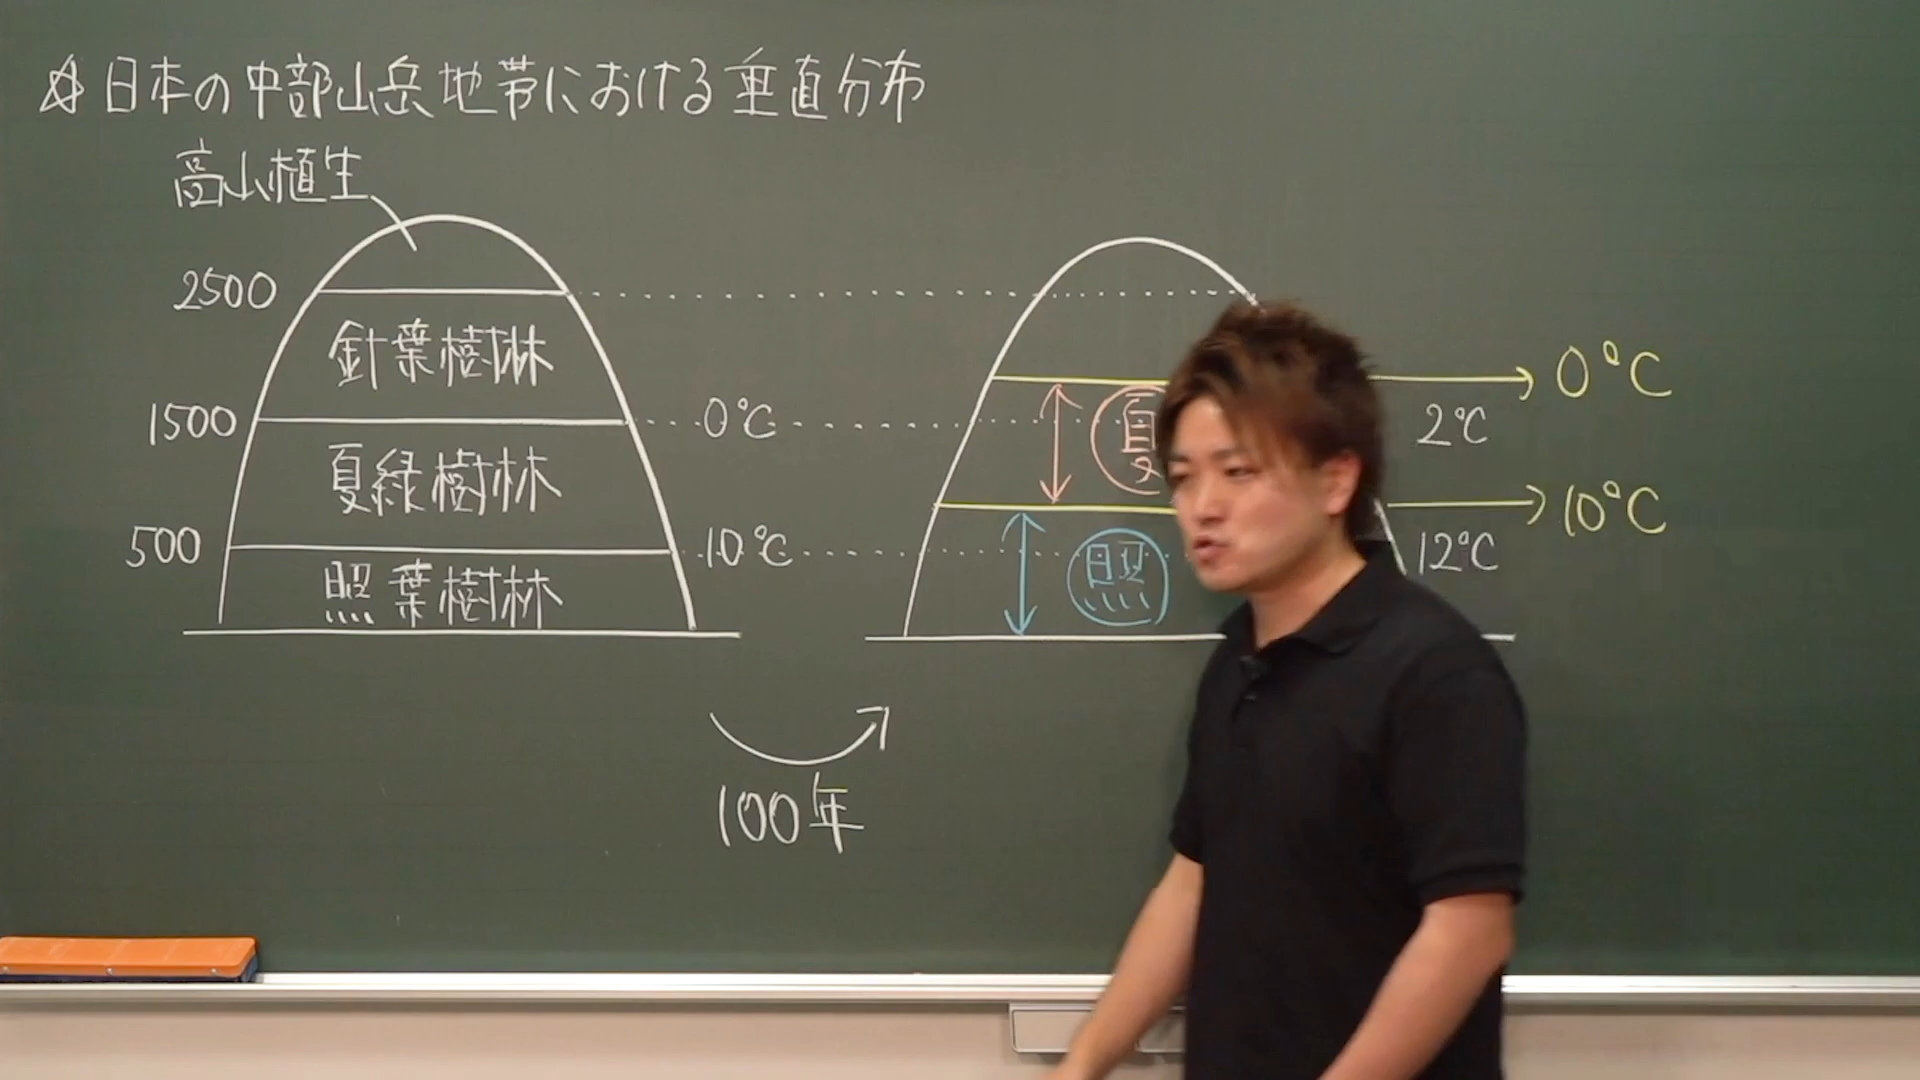 ☆日本の中部山岳地帯における垂直分布
高山植生
2500
針葉樹林
1500
0℃
夏緑樹林
500
10℃
照葉樹林
100年
0℃
2℃
夏
10℃
12℃
照